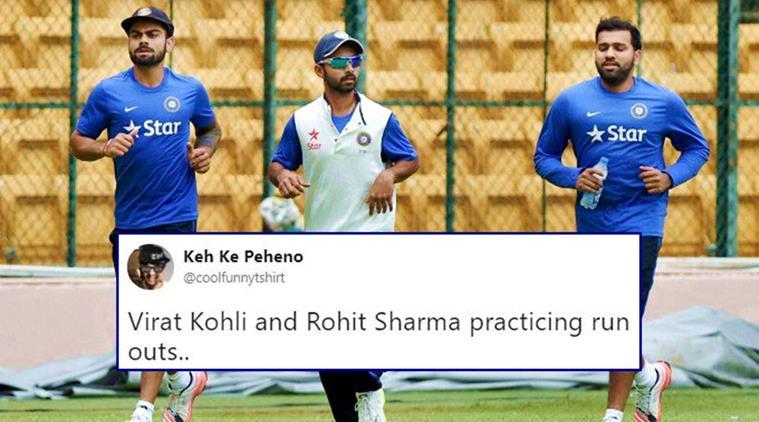 Star
Star
Star
Keh Ke Peheno
@coolfunnytshirt
Virat Kohli and Rohit Sharma practicing run
outs..